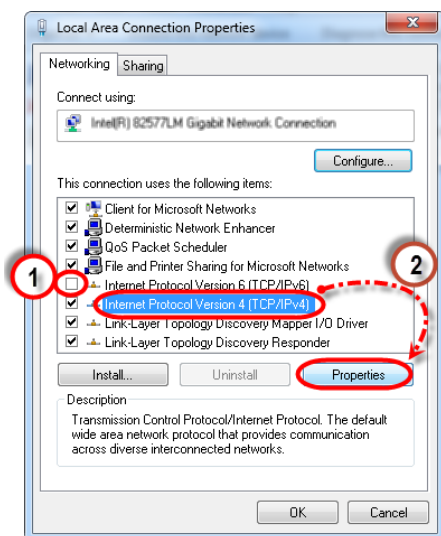 Local Area Connection Properties
Networking Sharing
Connect using:
Intel(R) 82577LM Gigabit Network Connection
Configure...
This connection uses the following items:
Client for Microsoft Networks
Deterministic Network Enhancer
QoS Packet Scheduler
File and Printer Sharing for Microsoft Networks
2
1
Internet Protocol Version 6 (TCP/IPv6)
Internet Protocol Version 4 (TCP/IPv4)
Link-Layer Topology Discovery Mapper I/O Driver
Link-Layer Topology Discovery Responder
Install... Uninstall Properties
Description
Transmission Control Protocol/Internet Protocol. The default
wide area network protocol that provides communication
across diverse interconnected networks.
OK Cancel